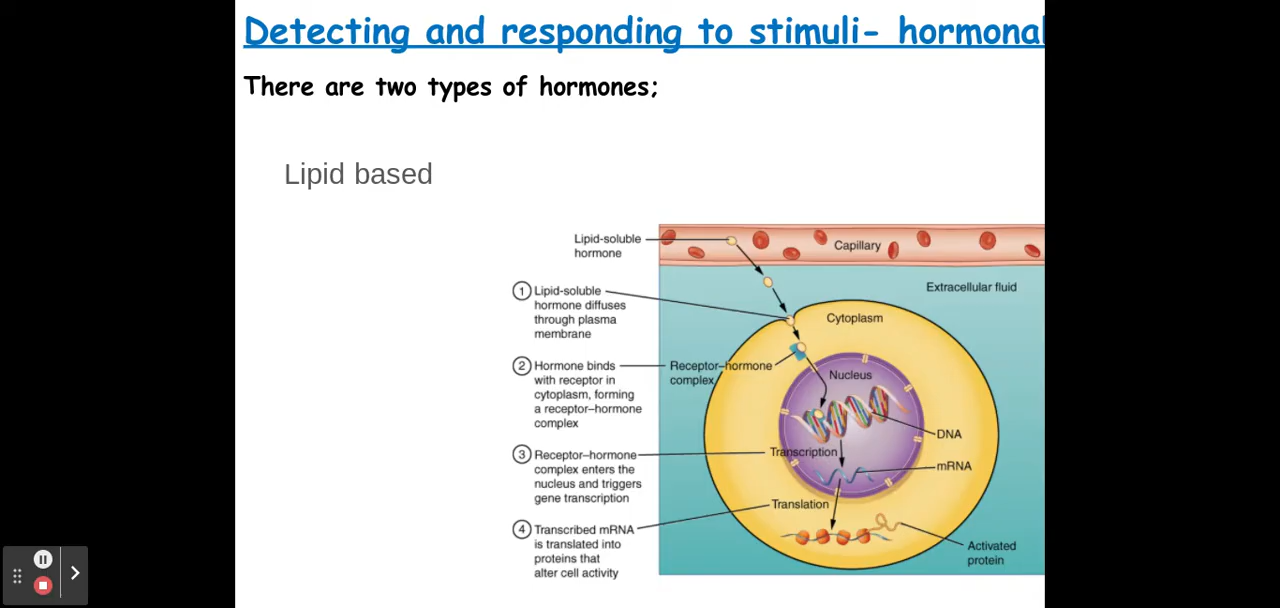 Detecting and responding to stimuli- hormonal
There are two types of hormones;
Lipid based
Lipid-soluble
hormone
Capillary
Extracellular fluid
1 Lipid-soluble
hormone diffuses
through plasma
membrane
Cytoplasm
2 Hormone binds
with receptor in
cytoplasm, forming
a receptor–hormone
complex
Receptor–hormone
complex
Nucleus
DNA
3 Receptor–hormone
complex enters the
nucleus and triggers
gene transcription
Transcription
mRNA
Translation
4 Transcribed mRNA
is translated into
proteins that
alter cell activity
Activated
protein